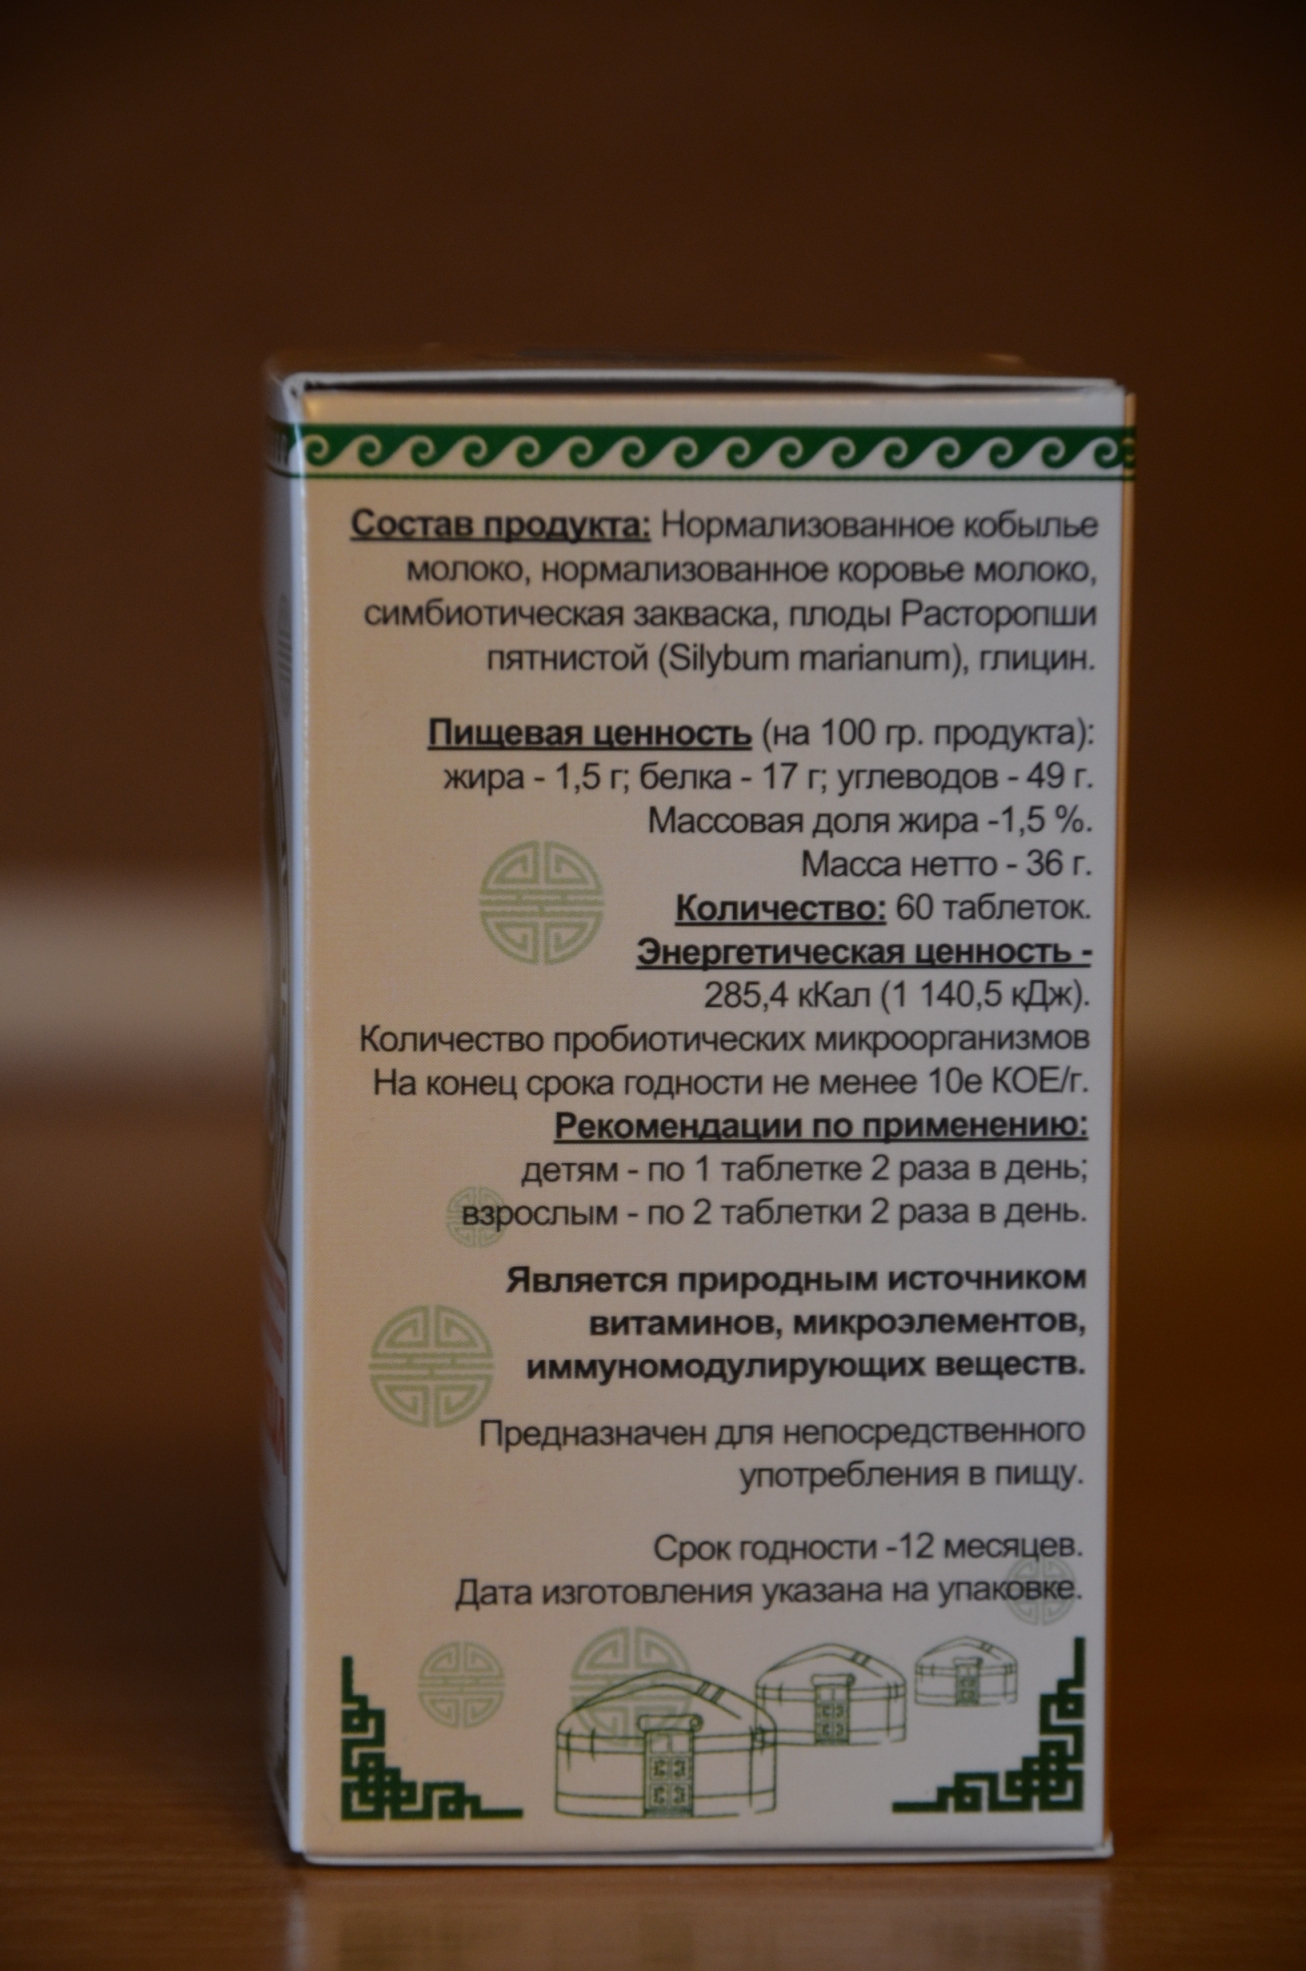 Состав продукта: Нормализованное кобылье
молоко, нормализованное коровье молоко,
симбиотическая закваска, плоды Расторопши
пятнистой (Silybum marianum), глицин.
Пищевая ценность (на 100 гр. продукта):
жира - 1,5 г; белка - 17 г; углеводов - 49 г.
Массовая доля жира -1,5 %.
Масса нетто - 36 г.
Количество: 60 таблеток.
Энергетическая ценность -
285,4 кКал (1 140,5 кДж).
Количество пробиотических микроорганизмов
На конец срока годности не менее 10е КОЕ/г.
Рекомендации по применению:
детям - по 1 таблетке 2 раза в день;
взрослым - по 2 таблетки 2 раза в день.
Является природным источником
витаминов, микроэлементов,
иммуномодулирующих веществ.
Предназначен для непосредственного
употребления в пищу.
Срок годности -12 месяцев.
Дата изготовления указана на упаковке.